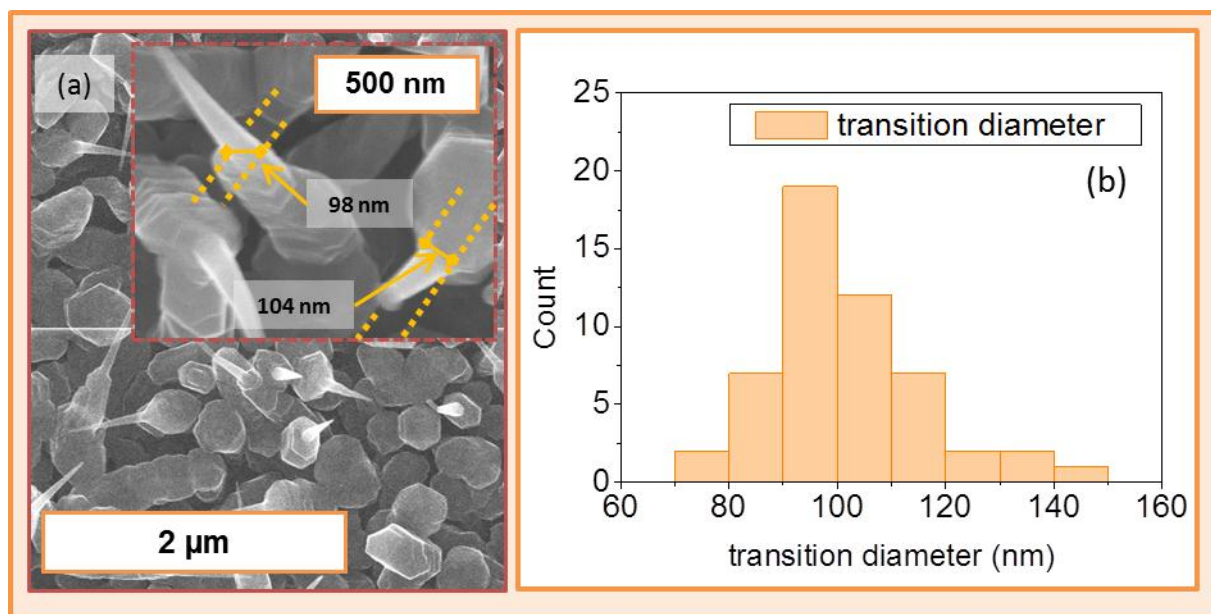 (a)
500 nm
98 nm
104 nm
2 µm
25
20
15
10
5
0
Count
transition diameter
(b)
60 80 100 120 140 160
transition diameter (nm)